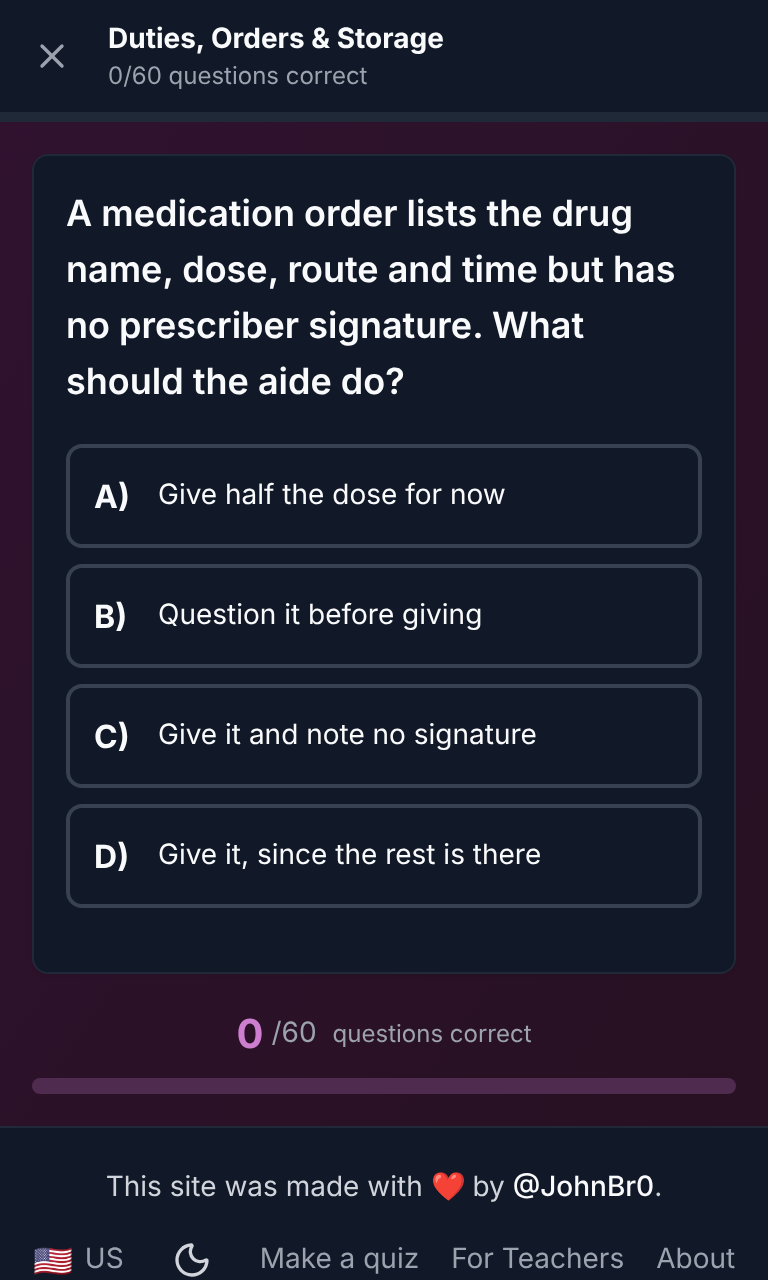 Duties, Orders & Storage
0/60 questions correct
A medication order lists the drug
name, dose, route and time but has
no prescriber signature. What
should the aide do?
A) Give half the dose for now
B) Question it before giving
C) Give it and note no signature
D) Give it, since the rest is there
0 /60 questions correct
This site was made with ❤️ by @JohnBr0.
🇺🇸 US Make a quiz For Teachers About